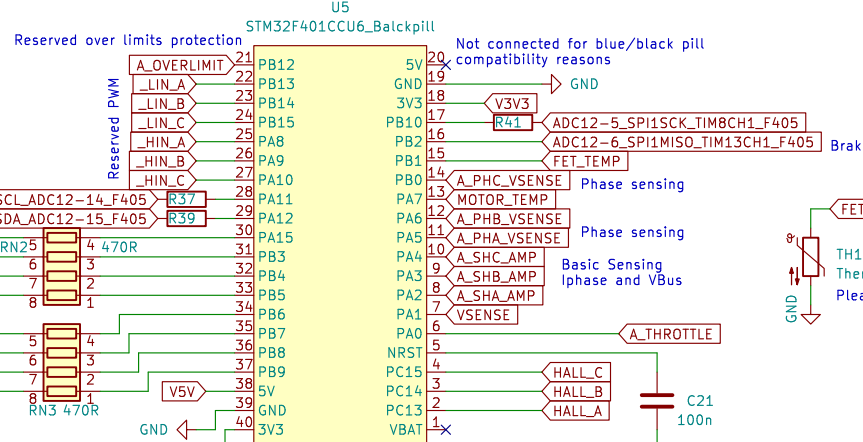 U5
STM32F401CCU6_Balckpill
Reserved over limits protection
Not connected for blue/black pill
compatibility reasons
A_OVERLIMIT 21 PB12 5V 20
_LIN_A 22 PB13 GND 19 GND
_LIN_B 23 PB14 3V3 18 V3V3
_LIN_C 24 PB15 PB10 17 R41 ADC12-5_SPI1SCK_TIM8CH1_F405
_HIN_A 25 PA8 PB2 16 ADC12-6_SPI1MISO_TIM13CH1_F405 Brak
_HIN_B 26 PA9 PB1 15 FET_TEMP
_HIN_C 27 PA10 PB0 14 A_PHC_VSENSE Phase sensing
Reserved PWM
SCL_ADC12-14_F405 R37 28 PA11 PA7 13 MOTOR_TEMP
SDA_ADC12-15_F405 R39 29 PA12 PA6 12 A_PHB_VSENSE FET
30 PA15 PA5 11 A_PHA_VSENSE Phase sensing
RN2 5 4 470R
6 3 31 PB3 PA4 10 A_SHC_AMP Basic Sensing
7 2 32 PB4 PA3 9 A_SHB_AMP Iphase and VBus
8 1 33 PB5 PA2 8 A_SHA_AMP
TH1
Ther
Plea
GND
34 PB6 PA1 7 VSENSE
5 4 35 PB7 PA0 6 A_THROTTLE
6 3 36 PB8 NRST 5
7 2 37 PB9 PC15 4 HALL_C
8 1 V5V 38 5V PC14 3 HALL_B
RN3 470R 39 GND PC13 2 HALL_A
GND 40 3V3 VBAT 1
C21
100n